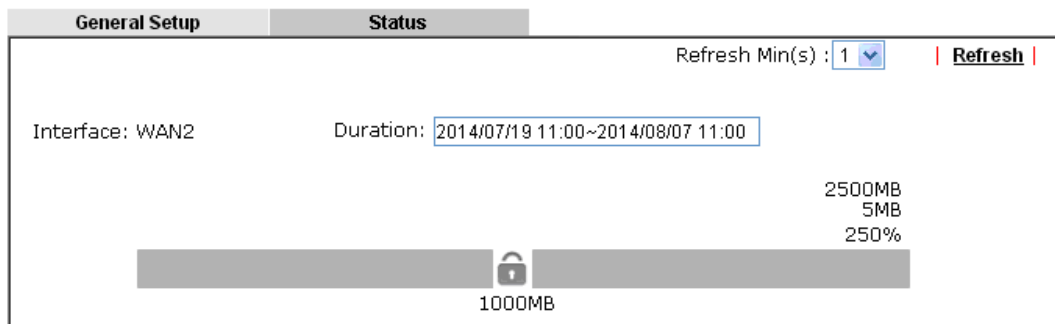 General Setup Status
Refresh Min(s) : 1 | Refresh |
Interface: WAN2 Duration: 2014/07/19 11:00~2014/08/07 11:00
2500MB
5MB
250%
1000MB